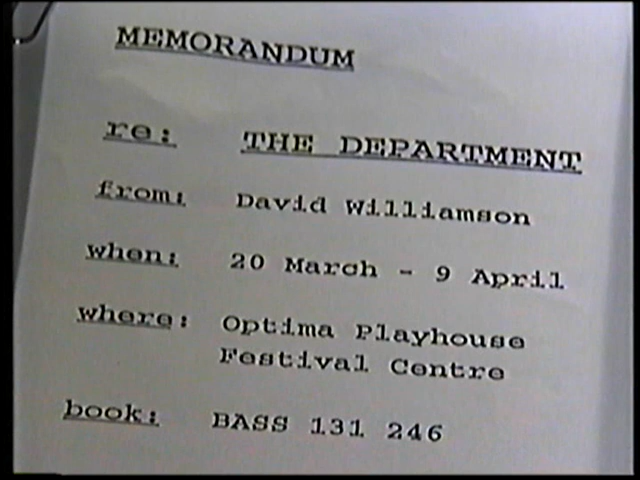 MEMORANDUM
re: THE DEPARTMENT
from: David Williamson
when: 20 March - 9 April
where: Optima Playhouse
Festival Centre
book: BASS 131 246